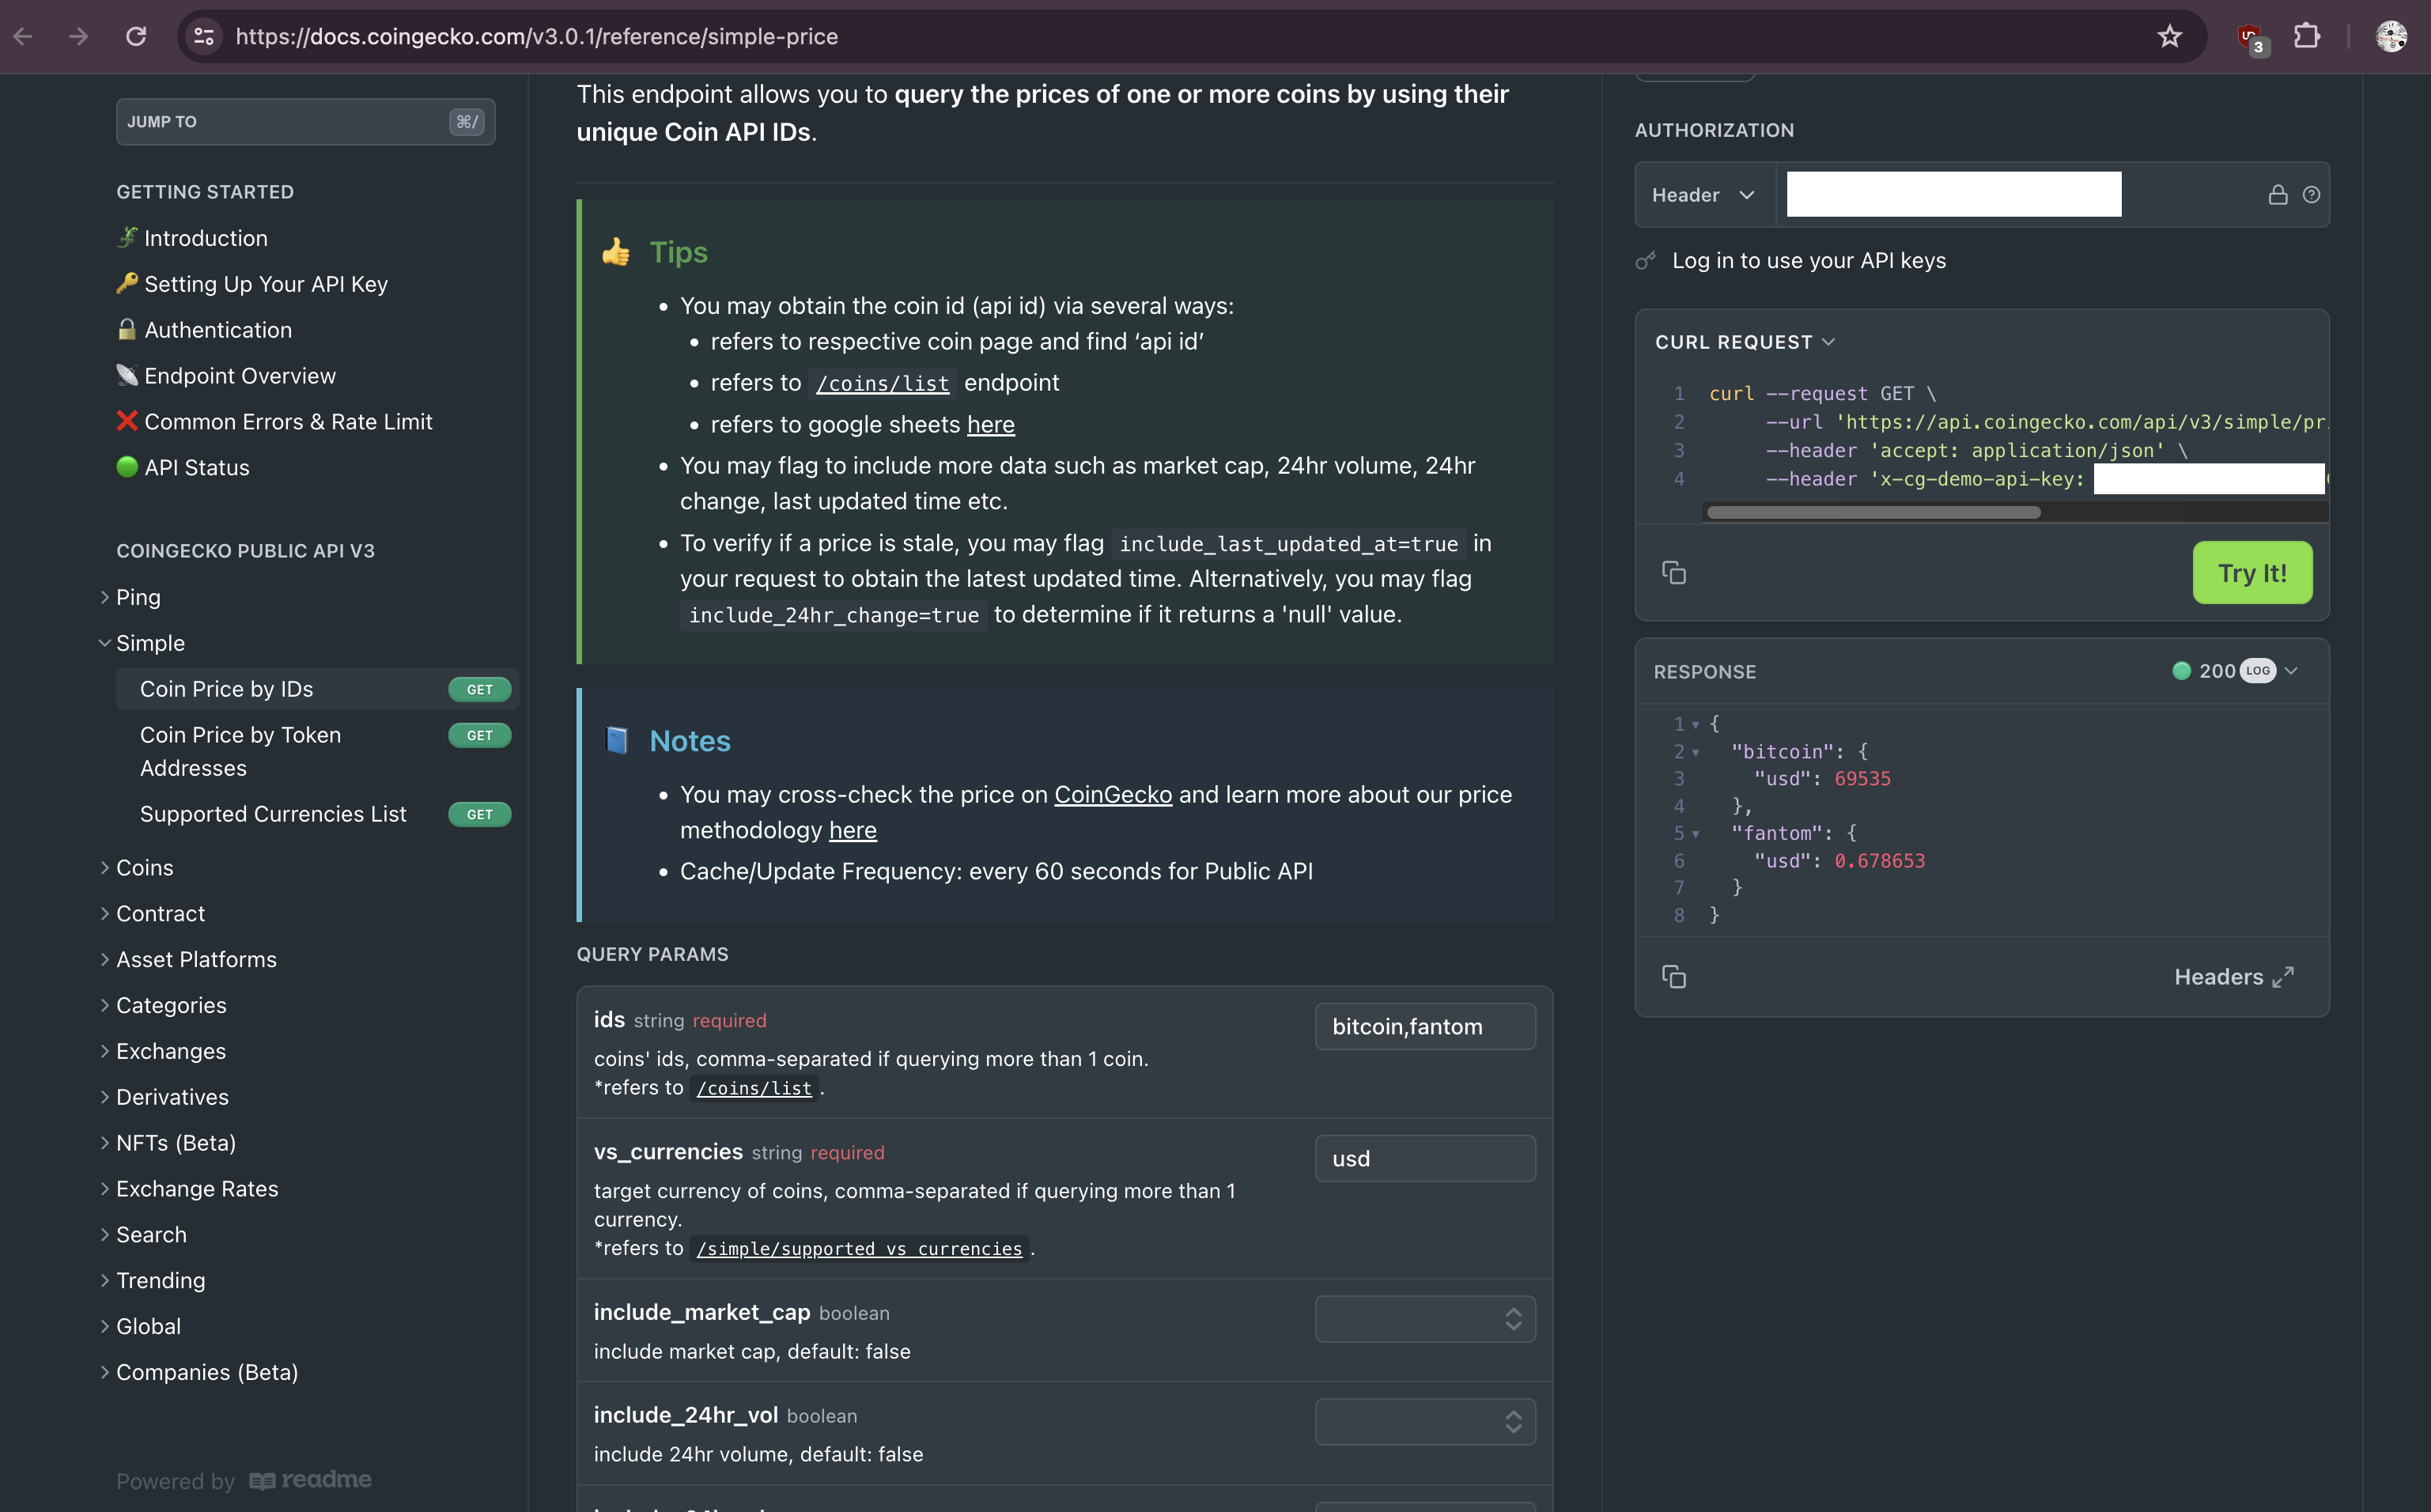 https://docs.coingecko.com/v3.0.1/reference/simple-price
3
JUMP TO
⌘/
GETTING STARTED
Introduction
Setting Up Your API Key
Authentication
Endpoint Overview
Common Errors & Rate Limit
API Status
COINGECKO PUBLIC API V3
Ping
Simple
Coin Price by IDs GET
Coin Price by Token GET
Addresses
Supported Currencies List GET
Coins
Contract
Asset Platforms
Categories
Exchanges
Derivatives
NFTs (Beta)
Exchange Rates
Search
Trending
Global
Companies (Beta)
Powered by readme
This endpoint allows you to query the prices of one or more coins by using their
unique Coin API IDs.
Tips
• You may obtain the coin id (api id) via several ways:
• refers to respective coin page and find ‘api id’
• refers to /coins/list endpoint
• refers to google sheets here
• You may flag to include more data such as market cap, 24hr volume, 24hr
change, last updated time etc.
• To verify if a price is stale, you may flag include_last_updated_at=true in
your request to obtain the latest updated time. Alternatively, you may flag
include_24hr_change=true to determine if it returns a 'null' value.
Notes
• You may cross-check the price on CoinGecko and learn more about our price
methodology here
• Cache/Update Frequency: every 60 seconds for Public API
QUERY PARAMS
ids string required
bitcoin,fantom
coins' ids, comma-separated if querying more than 1 coin.
*refers to /coins/list .
vs_currencies string required
usd
target currency of coins, comma-separated if querying more than 1
currency.
*refers to /simple/supported_vs_currencies .
include_market_cap boolean
include market cap, default: false
include_24hr_vol boolean
include 24hr volume, default: false
AUTHORIZATION
Header
Log in to use your API keys
CURL REQUEST
1 curl --request GET \
2 --url 'https://api.coingecko.com/api/v3/simple/pr
3 --header 'accept: application/json' \
4 --header 'x-cg-demo-api-key:
Try It!
RESPONSE
200 LOG
1 {
2 "bitcoin": {
3 "usd": 69535
4 },
5 "fantom": {
6 "usd": 0.678653
7 }
8 }
Headers